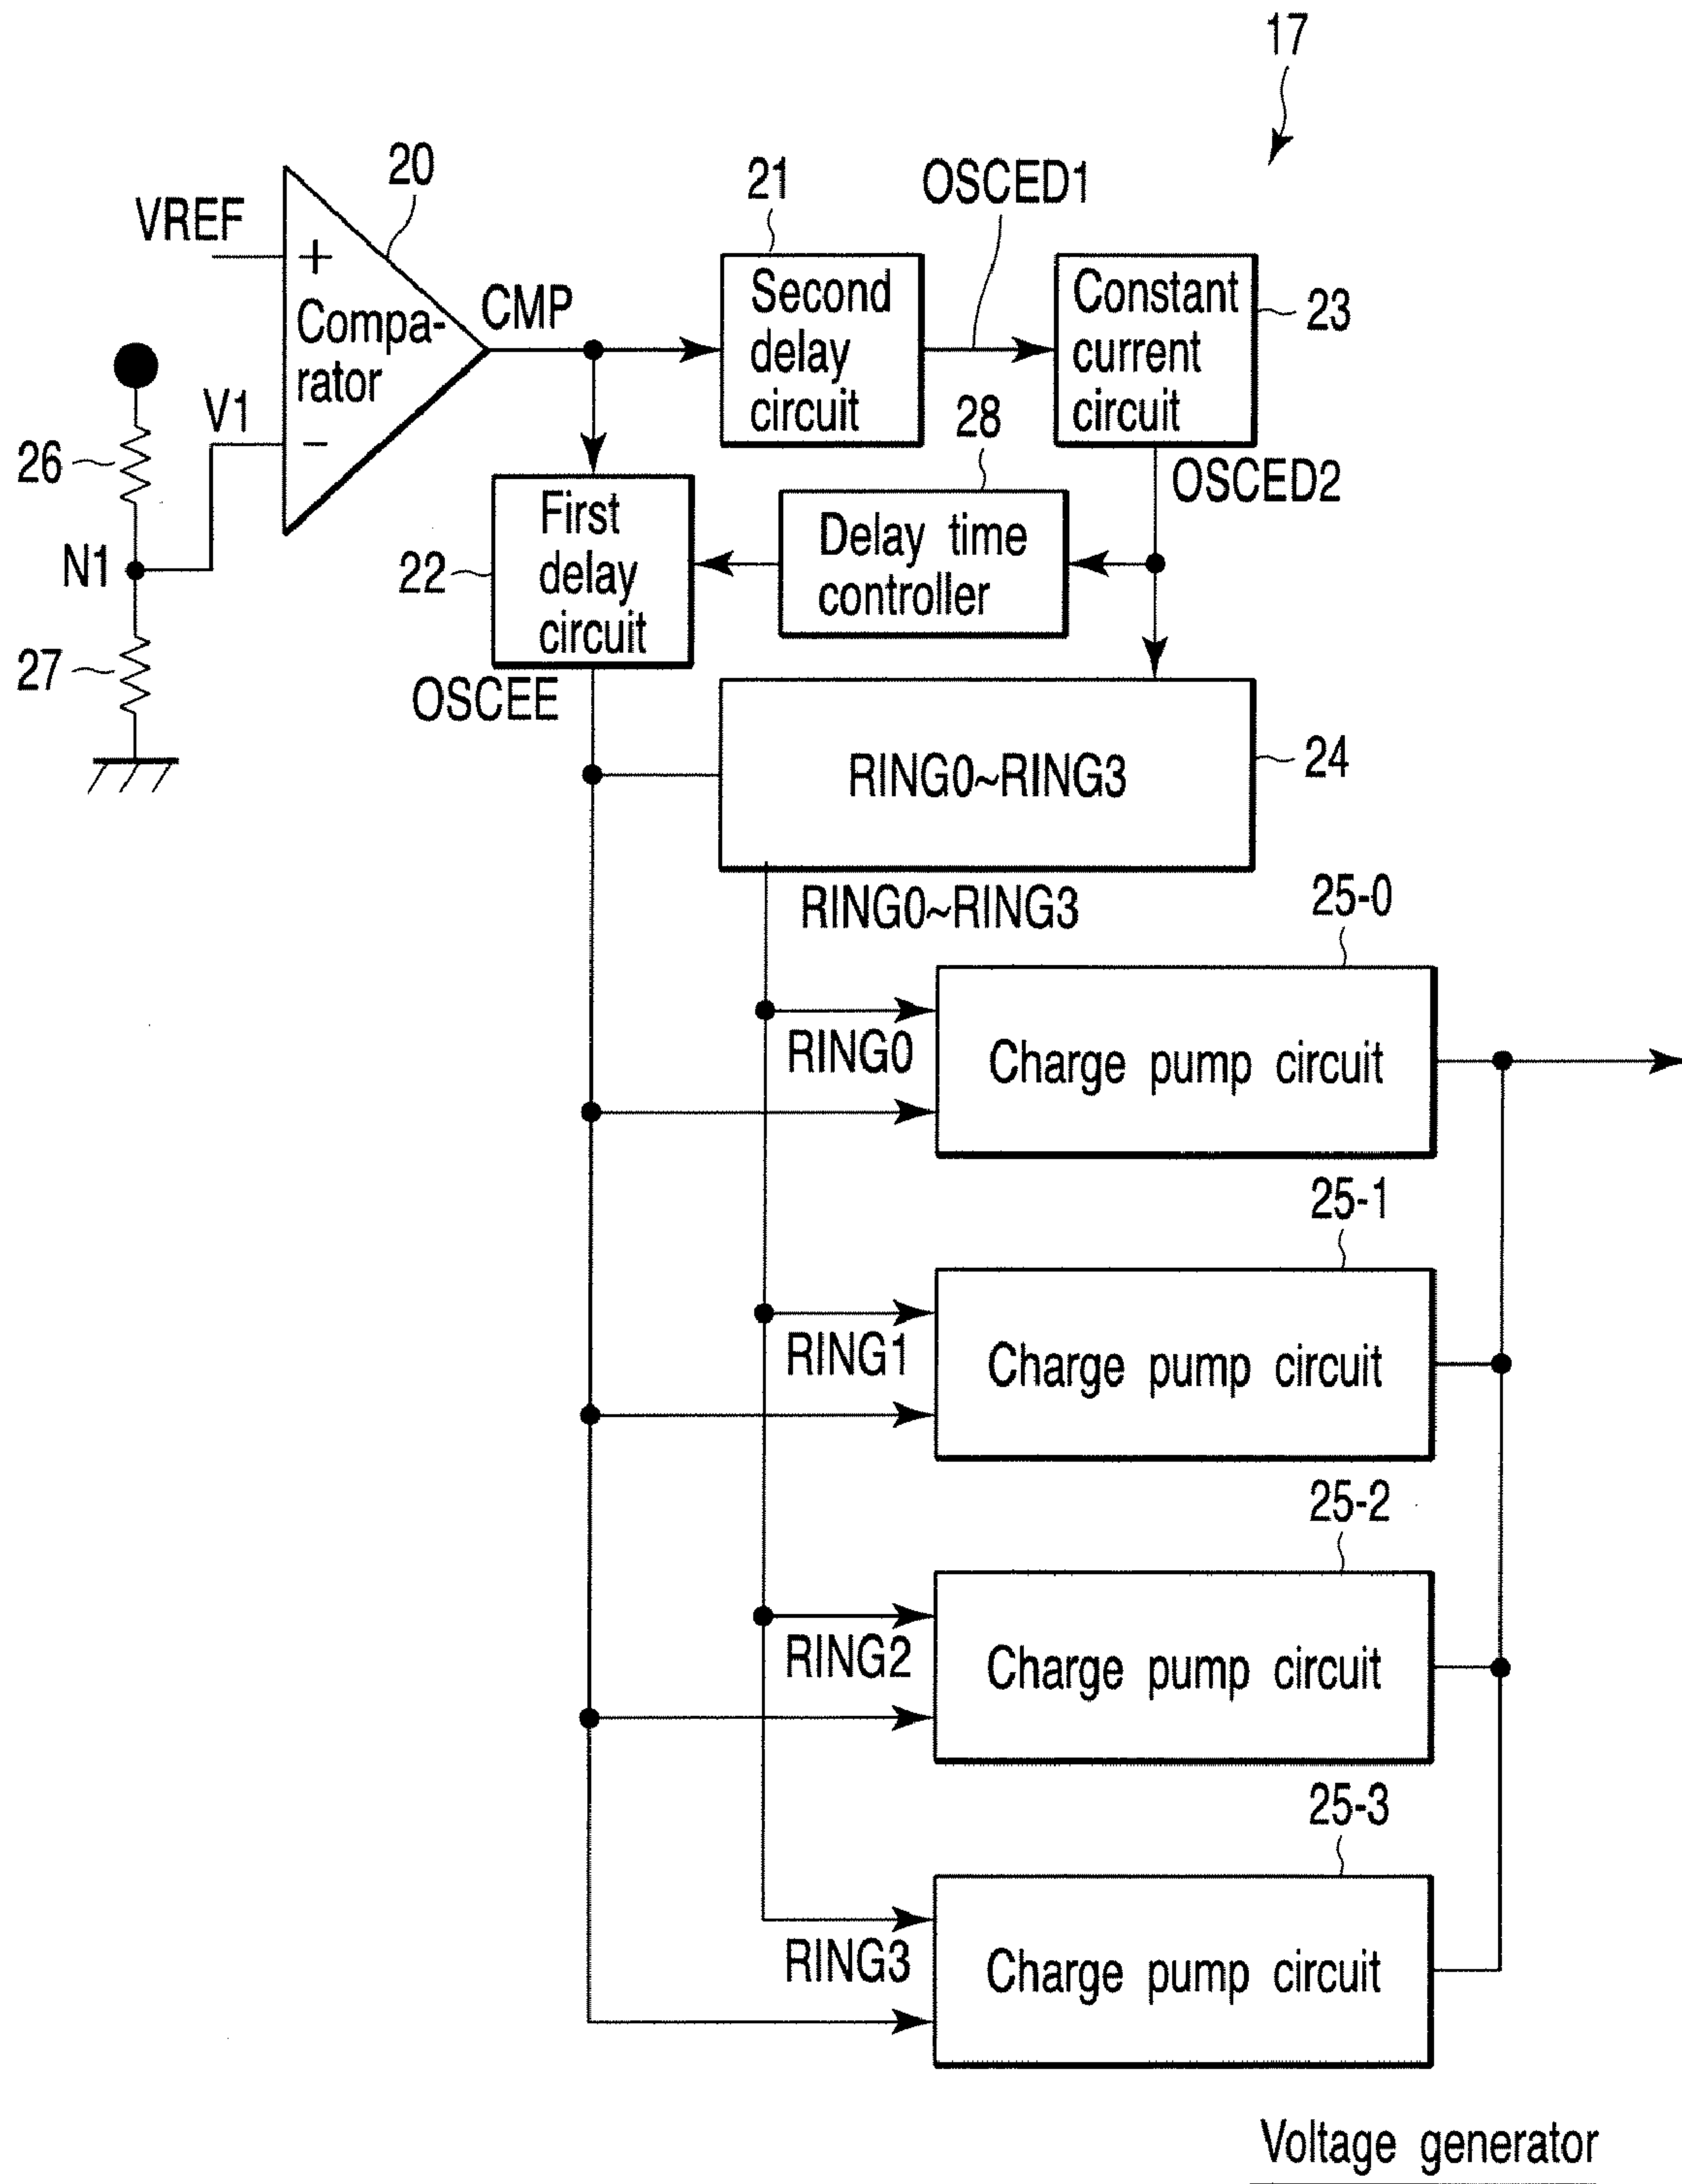 17
20
21
OSCED1
VREF
+
Compa-
rator
CMP
Second
delay
circuit
Constant
current
circuit
23
V1
−
28
26
OSCED2
First
delay
circuit
Delay time
controller
N1
22
27
OSCEE
RING0~RING3
24
RING0~RING3
25-0
RING0
Charge pump circuit
25-1
RING1
Charge pump circuit
25-2
RING2
Charge pump circuit
25-3
RING3
Charge pump circuit
Voltage generator